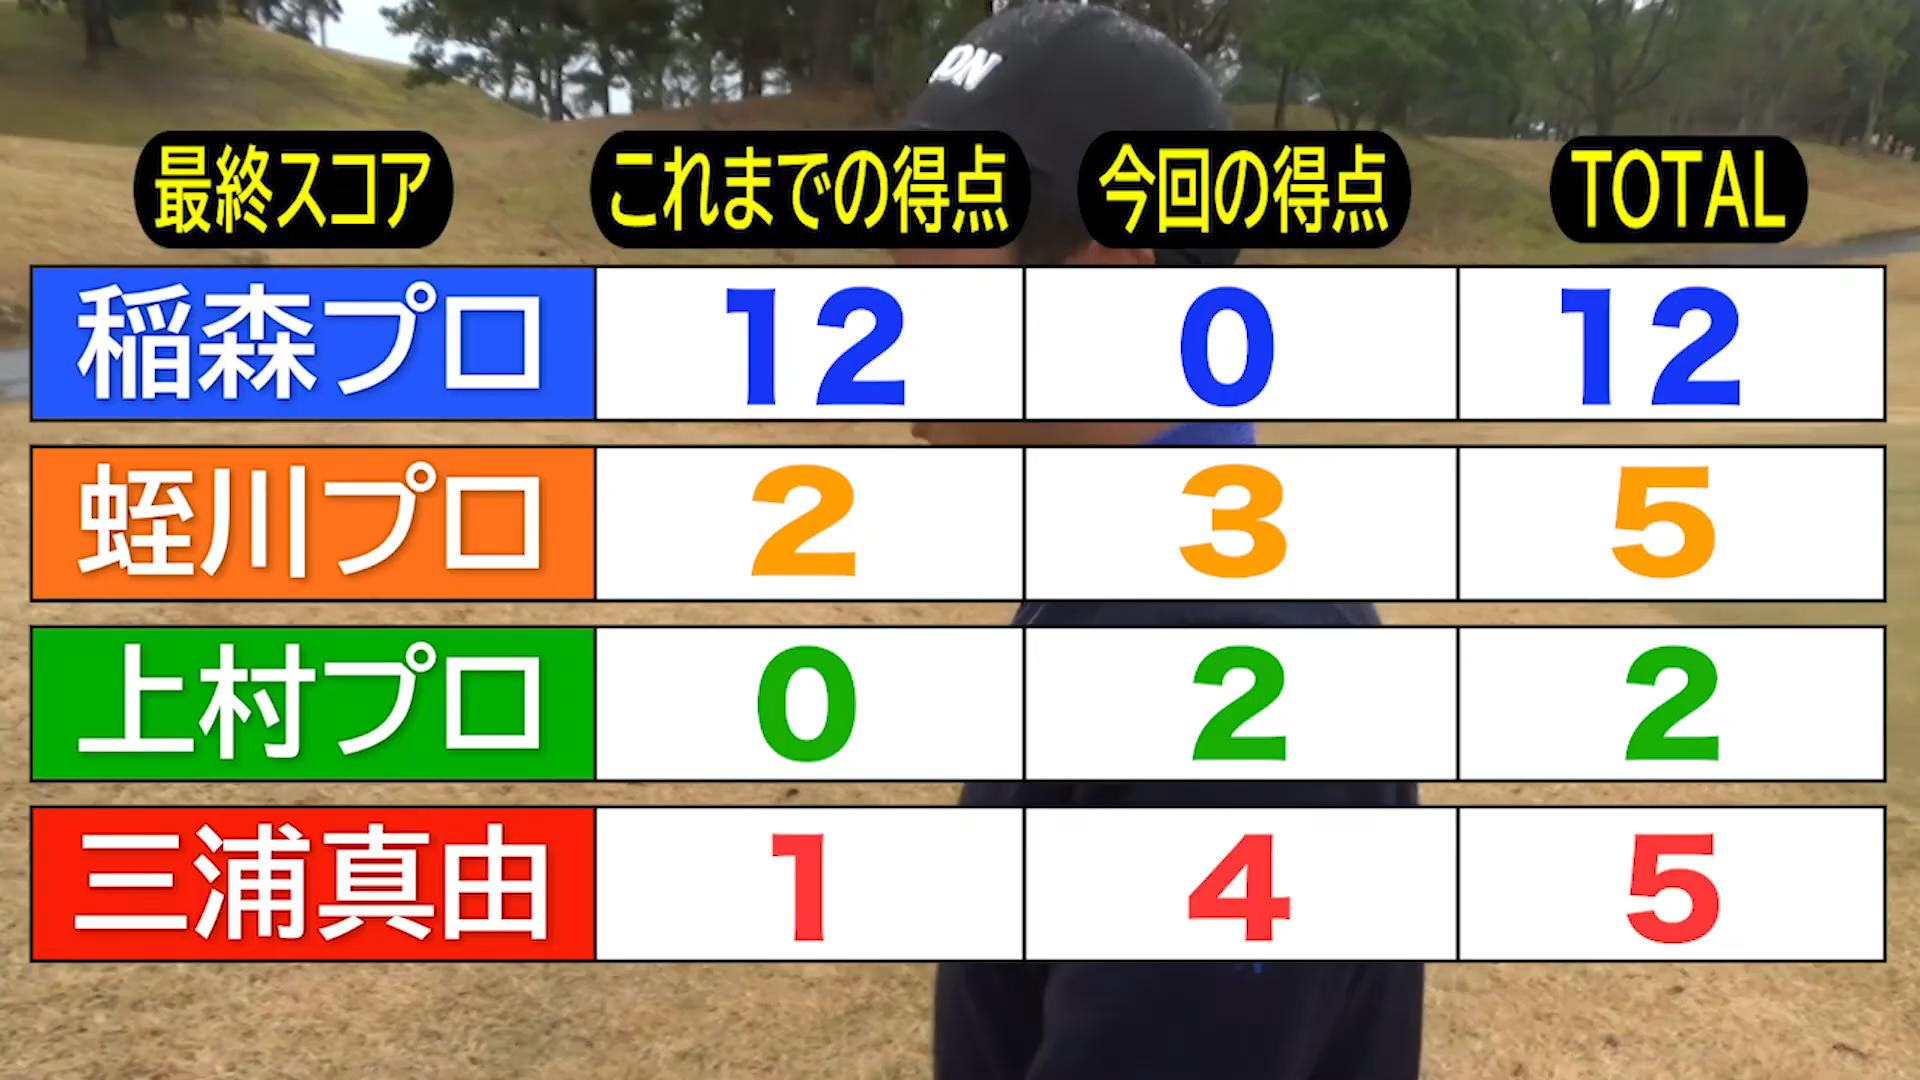 最終スコア これまでの得点 今回の得点 TOTAL
稲森プロ 12 0 12
蛭川プロ 2 3 5
上村プロ 0 2 2
三浦真由 1 4 5